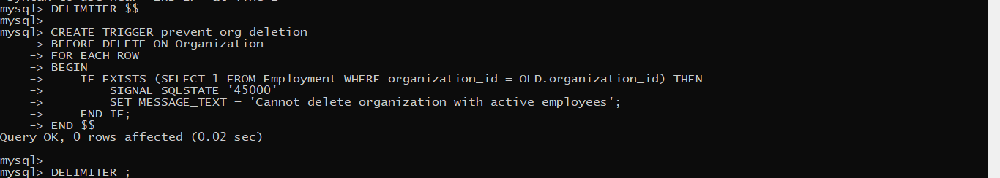 mysql> DELIMITER $$
mysql>
mysql> CREATE TRIGGER prevent_org_deletion
    -> BEFORE DELETE ON Organization
    -> FOR EACH ROW
    -> BEGIN
    ->     IF EXISTS (SELECT 1 FROM Employment WHERE organization_id = OLD.organization_id) THEN
    ->         SIGNAL SQLSTATE '45000'
    ->         SET MESSAGE_TEXT = 'Cannot delete organization with active employees';
    ->     END IF;
    -> END $$
Query OK, 0 rows affected (0.02 sec)
mysql>
mysql> DELIMITER ;